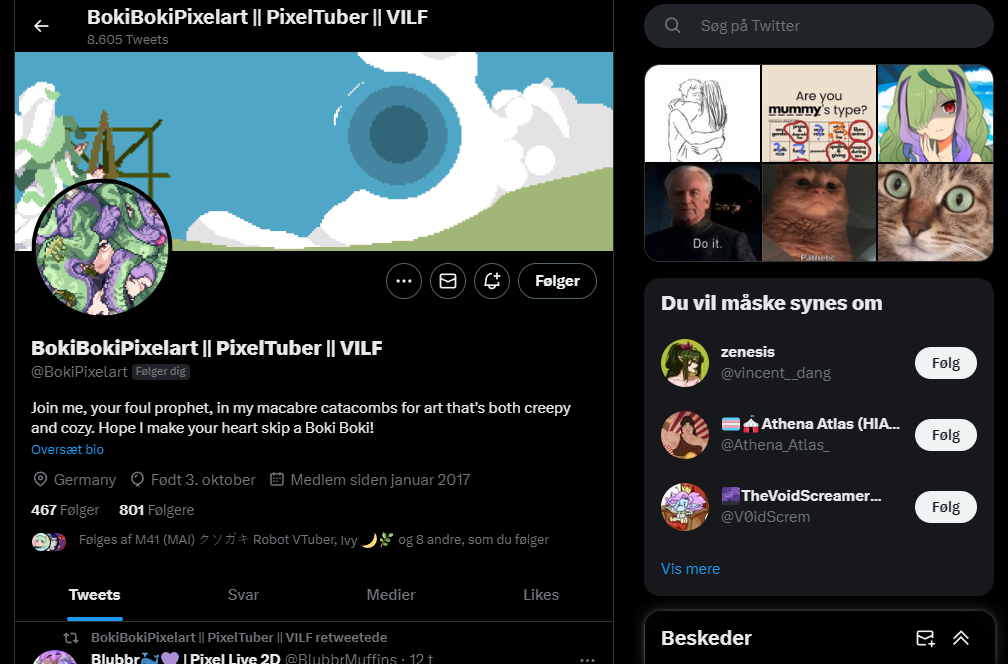 BokiBokiPixelart || PixelTuber || VILF
8.605 Tweets
Følger
BokiBokiPixelart || PixelTuber || VILF
@BokiPixelart Følger dig
Join me, your foul prophet, in my macabre catacombs for art that's both creepy
and cozy. Hope I make your heart skip a Boki Boki!
Oversæt bio
Germany Født 3. oktober Medlem siden januar 2017
467 Følger 801 Følgere
Følges af M41 (MAI) クソガキ Robot VTuber, Ivy 🌙🌿 og 8 andre, som du følger
Tweets Svar Medier Likes
BokiBokiPixelart || PixelTuber || VILF retweetede
Blubbr🐳💜 | Pixel Live 2D @BlubbrMuffins · 12 t
Søg på Twitter
Are you
mummy's type?
Do it.
Pathetic.
Du vil måske synes om
zenesis
@vincent__dang
Følg
Athena Atlas (HIA...
@Athena_Atlas_
Følg
TheVoidScreamer...
@V0idScrem
Følg
Vis mere
Beskeder